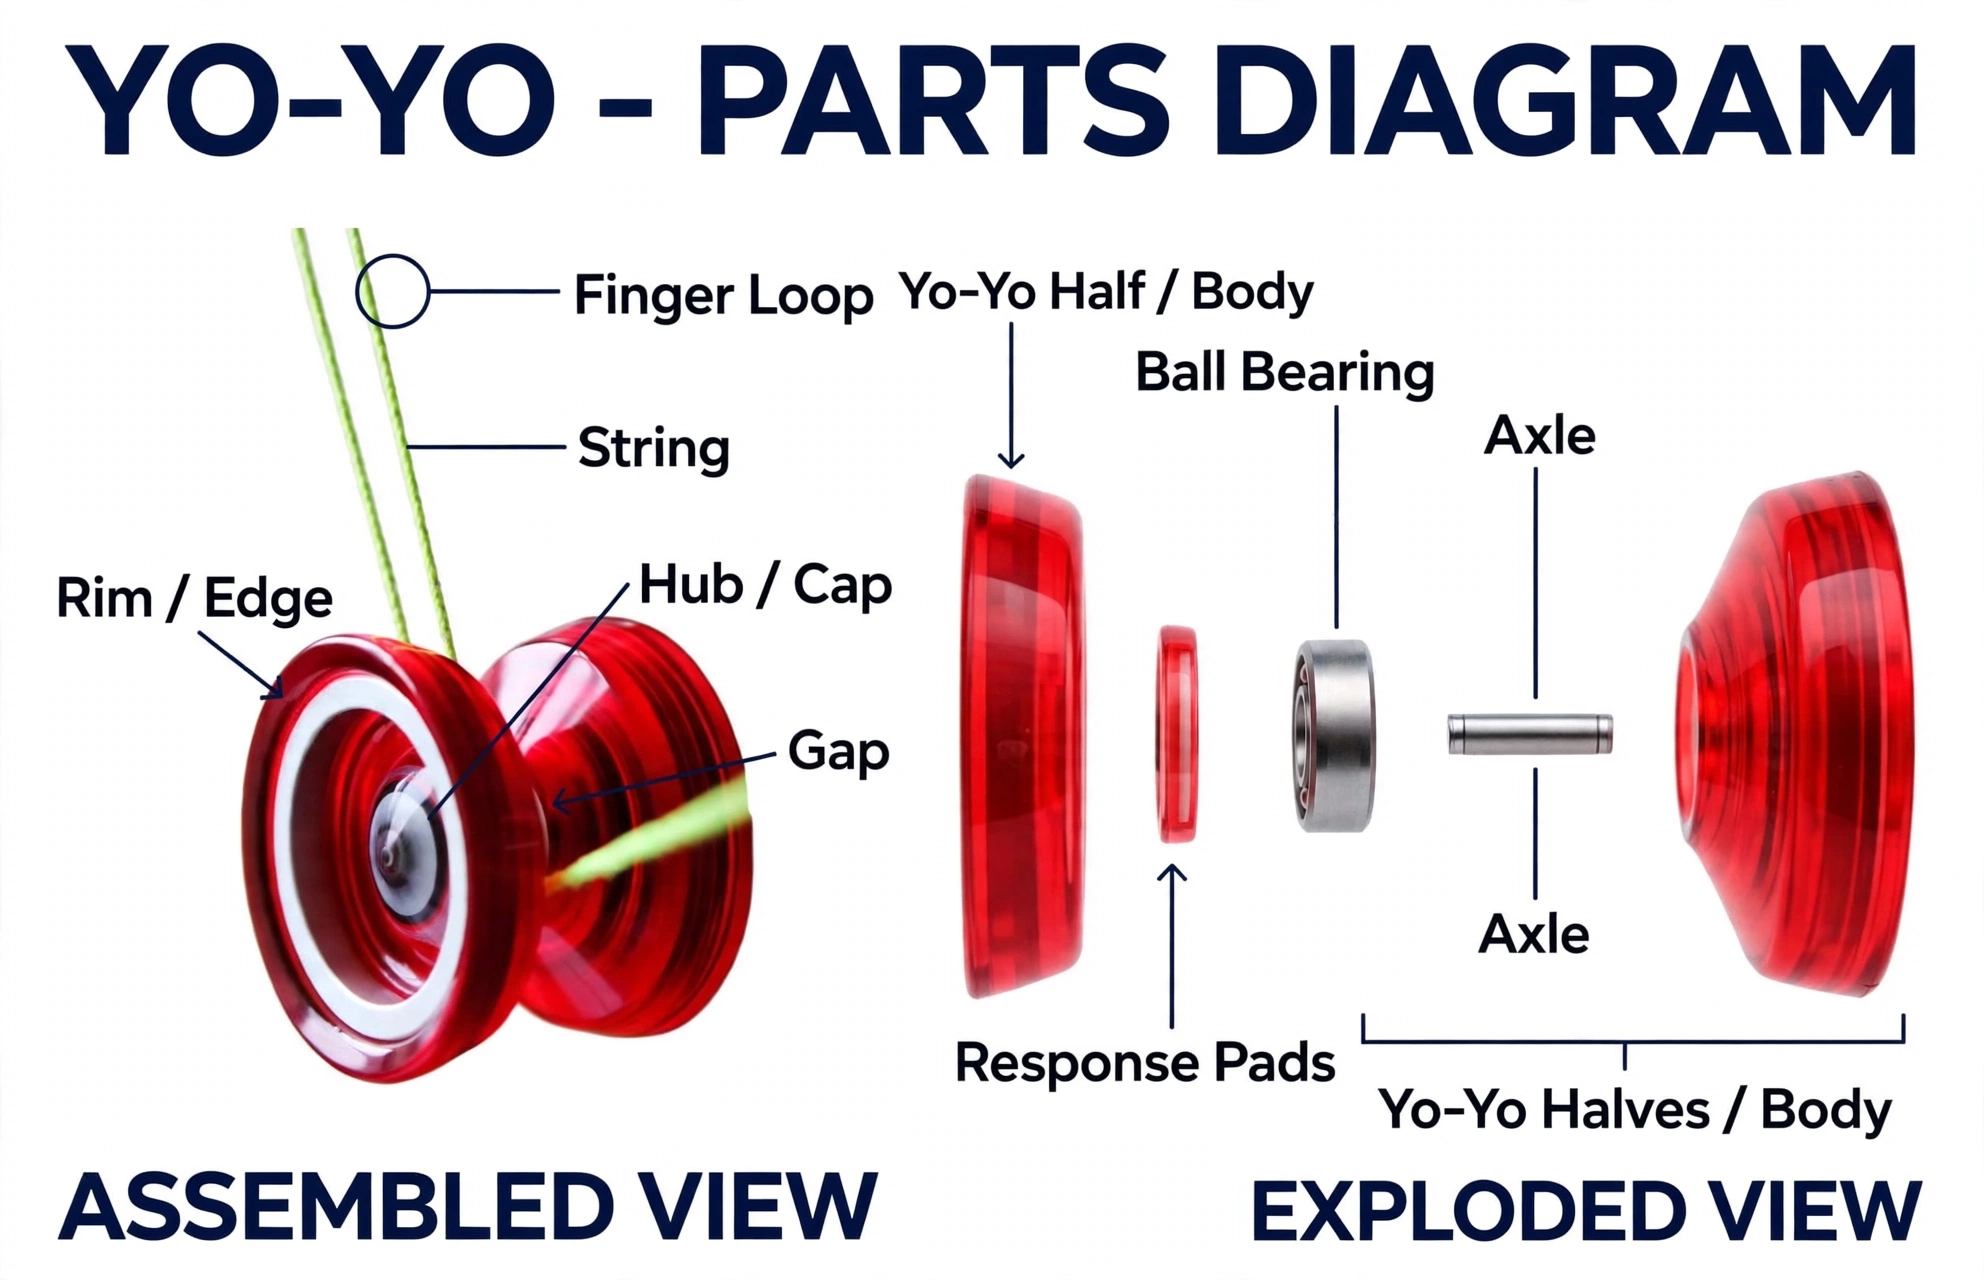 YO-YO - PARTS DIAGRAM
Finger Loop
Yo-Yo Half / Body
Ball Bearing
Axle
String
Rim / Edge
Hub / Cap
Gap
Axle
Response Pads
Yo-Yo Halves / Body
ASSEMBLED VIEW
EXPLODED VIEW